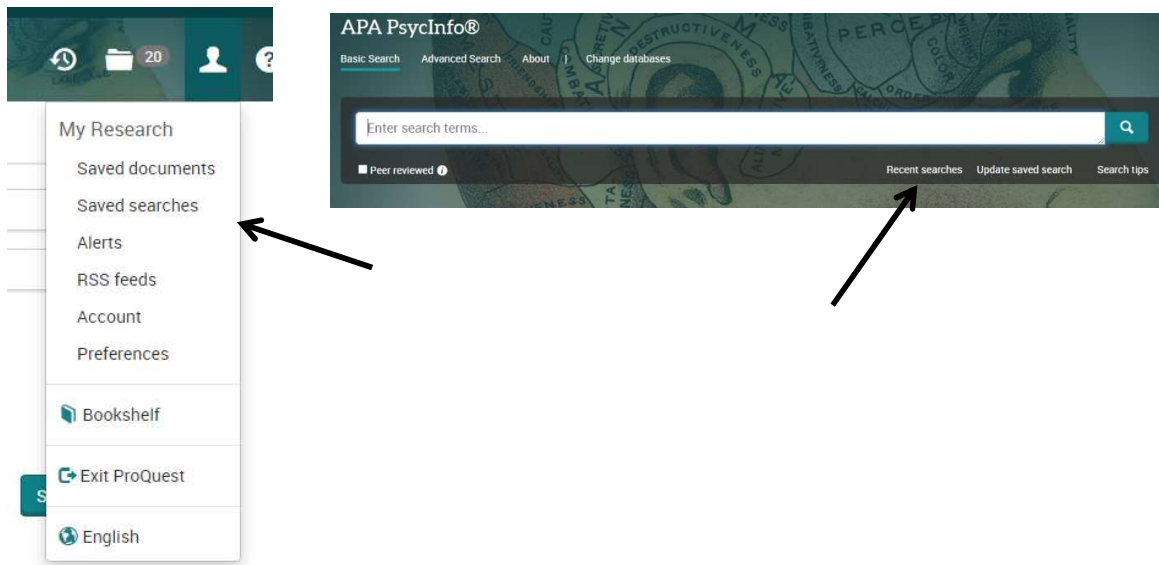 20
My Research
Saved documents
Saved searches
Alerts
RSS feeds
Account
Preferences
Bookshelf
Exit ProQuest
English
APA PsycInfo®
Basic Search Advanced Search About | Change databases
Enter search terms...
Peer reviewed
Recent searches Update saved search Search tips